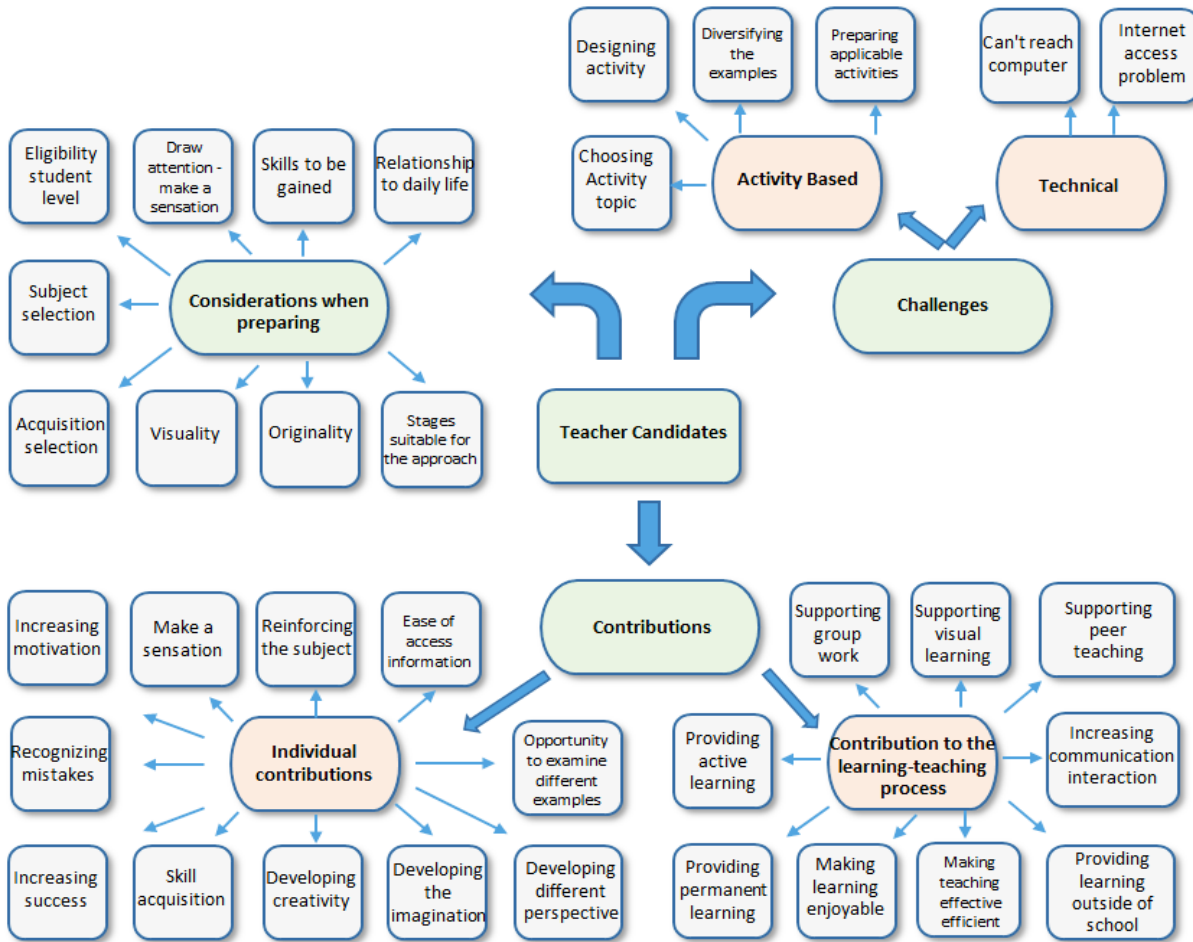 Designing
activity
Diversifying
the
examples
Preparing
applicable
activities
Can't reach
computer
Internet
access
problem
Choosing
Activity
topic
Activity Based
Technical
Challenges
Eligibility
student
level
Draw
attention -
make a
sensation
Skills to be
gained
Relationship
to daily life
Subject
selection
Considerations when
preparing
Acquisition
selection
Visuality
Originality
Stages
suitable for
the approach
Teacher Candidates
Contributions
Increasing
motivation
Make a
sensation
Reinforcing
the subject
Ease of
access
information
Recognizing
mistakes
Individual
contributions
Opportunity
to examine
different
examples
Increasing
success
Skill
acquisition
Developing
creativity
Developing
the
imagination
Developing
different
perspective
Supporting
group
work
Supporting
visual
learning
Supporting
peer
teaching
Providing
active
learning
Contribution to the
learning-teaching
process
Increasing
communication
interaction
Providing
permanent
learning
Making
learning
enjoyable
Making
teaching
effective
efficient
Providing
learning
outside of
school